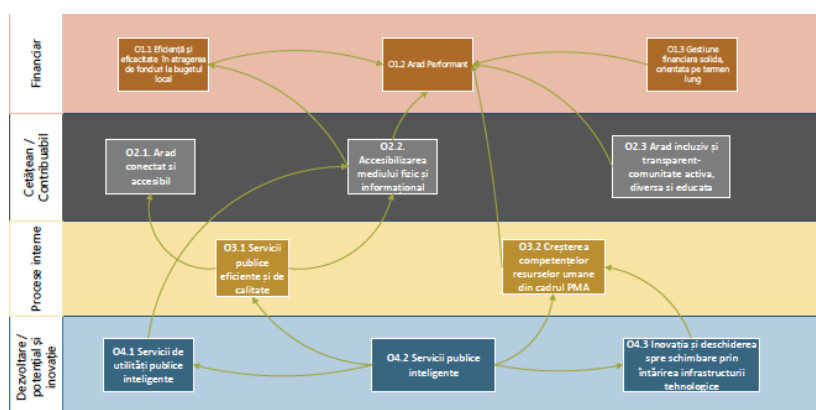 Financiar
O1.1 Eficiență și
eficacitate în atragerea
de fonduri la bugetul
local
O1.2 Arad Performant
O1.3 Gestiune
financiara solida,
orientata pe termen
lung
Cetățean /
Contribuabil
O2.1. Arad
conectat si
accesibil
O2.2.
Accesibilizarea
mediului fizic și
informațional
O2.3 Arad incluziv și
transparent-
comunitate activa,
diversa si educata
Procese interne
O3.1 Servicii
publice
eficiente și de
calitate
O3.2 Creșterea
competențelor
resurselor umane
din cadrul PMA
Dezvoltare /
potențial și
inovație
O4.1 Servicii de
utilități publice
inteligente
O4.2 Servicii publice
inteligente
O4.3 Inovația și deschiderea
spre schimbare prin
întărirea infrastructurii
tehnologice